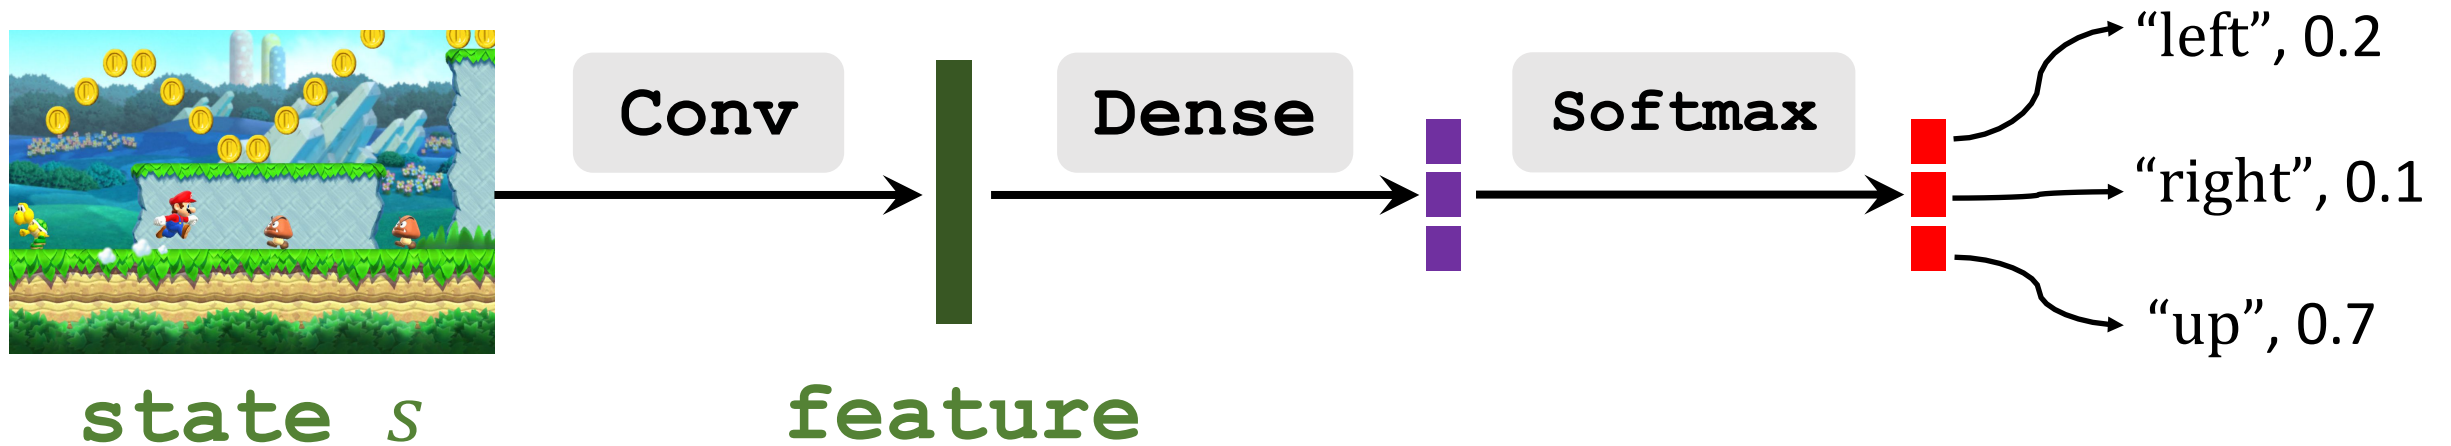 Conv
Dense
Softmax
“left”, 0.2
“right”, 0.1
“up”, 0.7
state s
feature